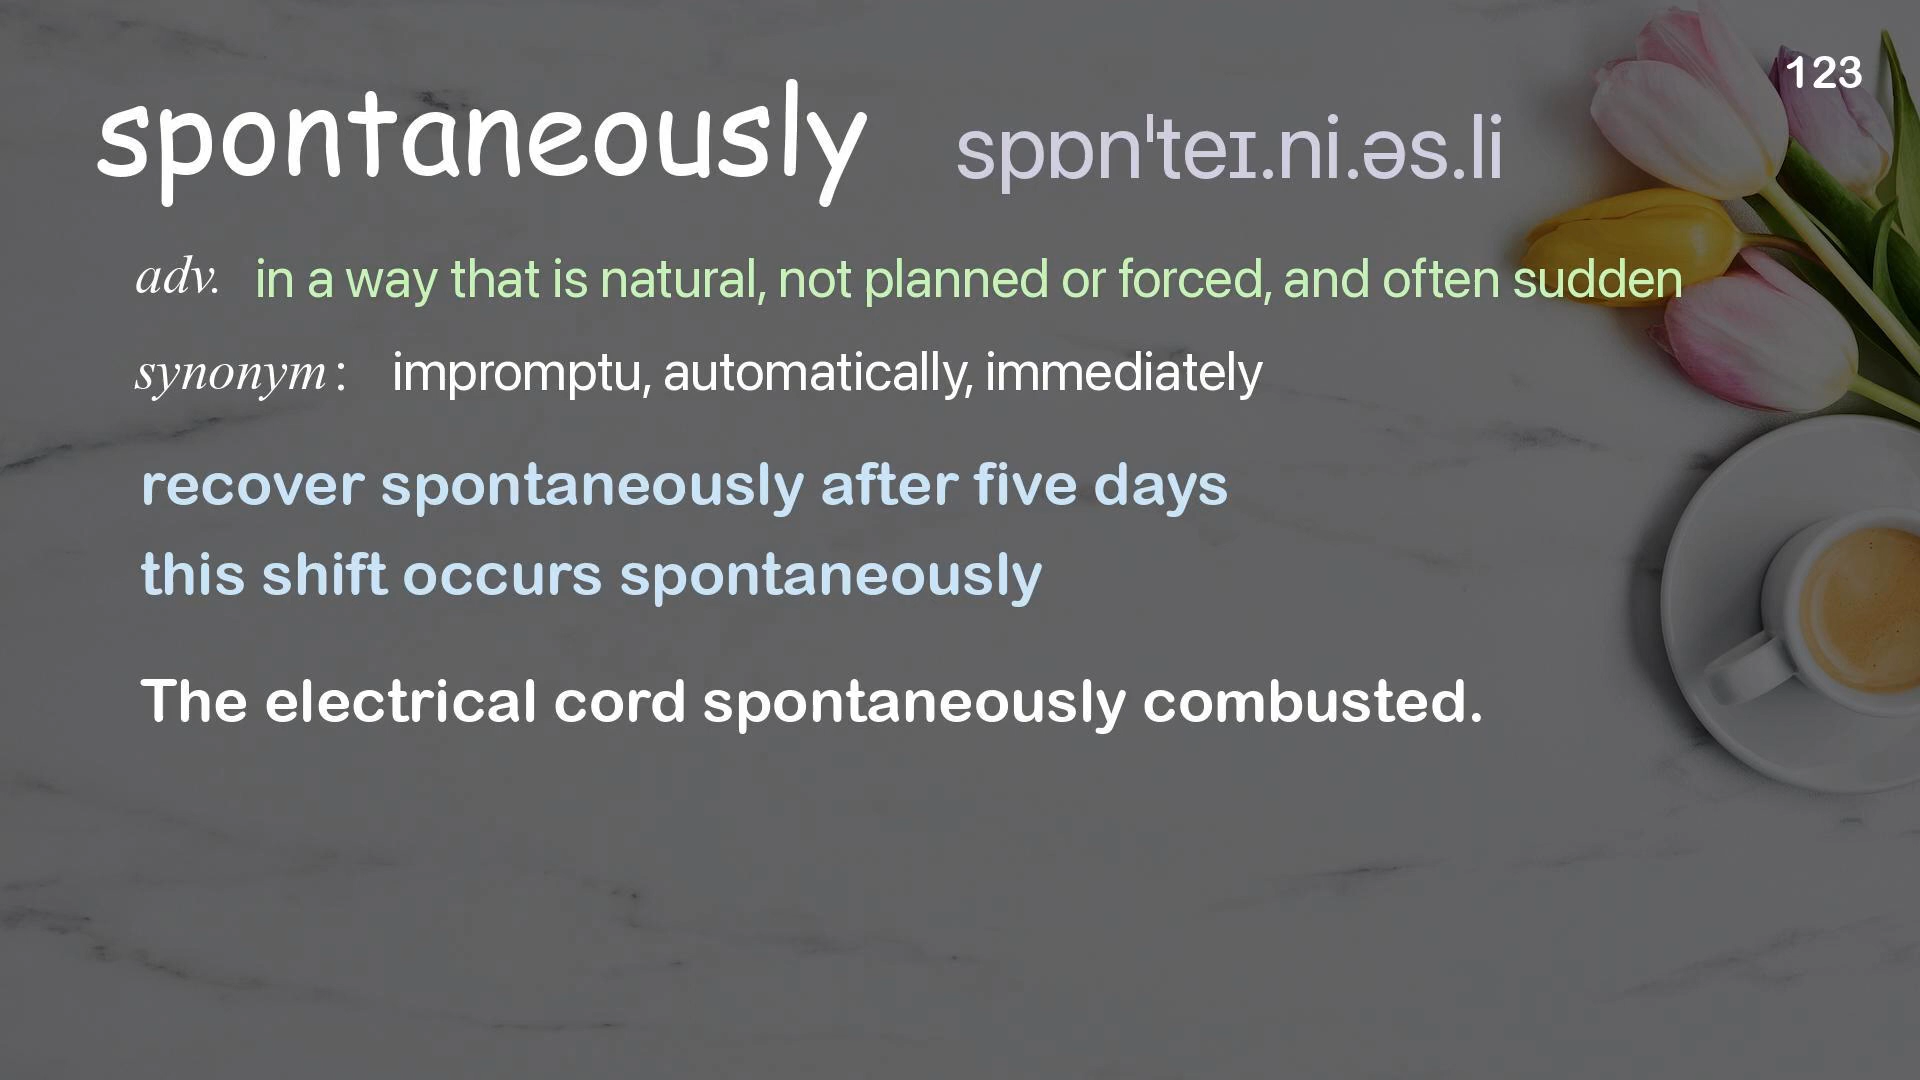 123
spontaneously spɒnˈteɪ.ni.əs.li
adv. in a way that is natural, not planned or forced, and often sudden
synonym : impromptu, automatically, immediately
recover spontaneously after five days
this shift occurs spontaneously
The electrical cord spontaneously combusted.